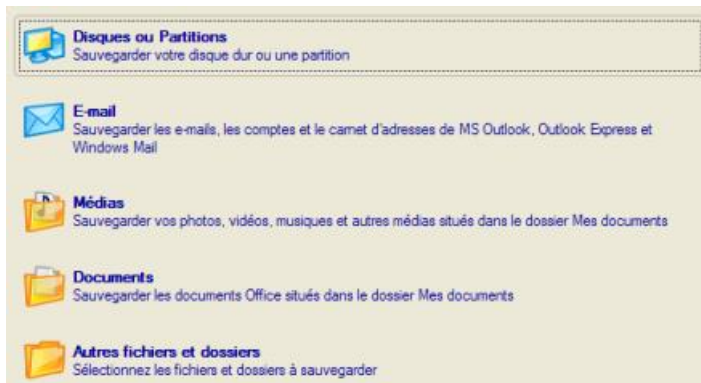 Disques ou Partitions
Sauvegarder votre disque dur ou une partition
E-mail
Sauvegarder les e-mails, les comptes et le carnet d'adresses de MS Outlook, Outlook Express et
Windows Mail
Médias
Sauvegarder vos photos, vidéos, musiques et autres médias situés dans le dossier Mes documents
Documents
Sauvegarder les documents Office situés dans le dossier Mes documents
Autres fichiers et dossiers
Sélectionnez les fichiers et dossiers à sauvegarder